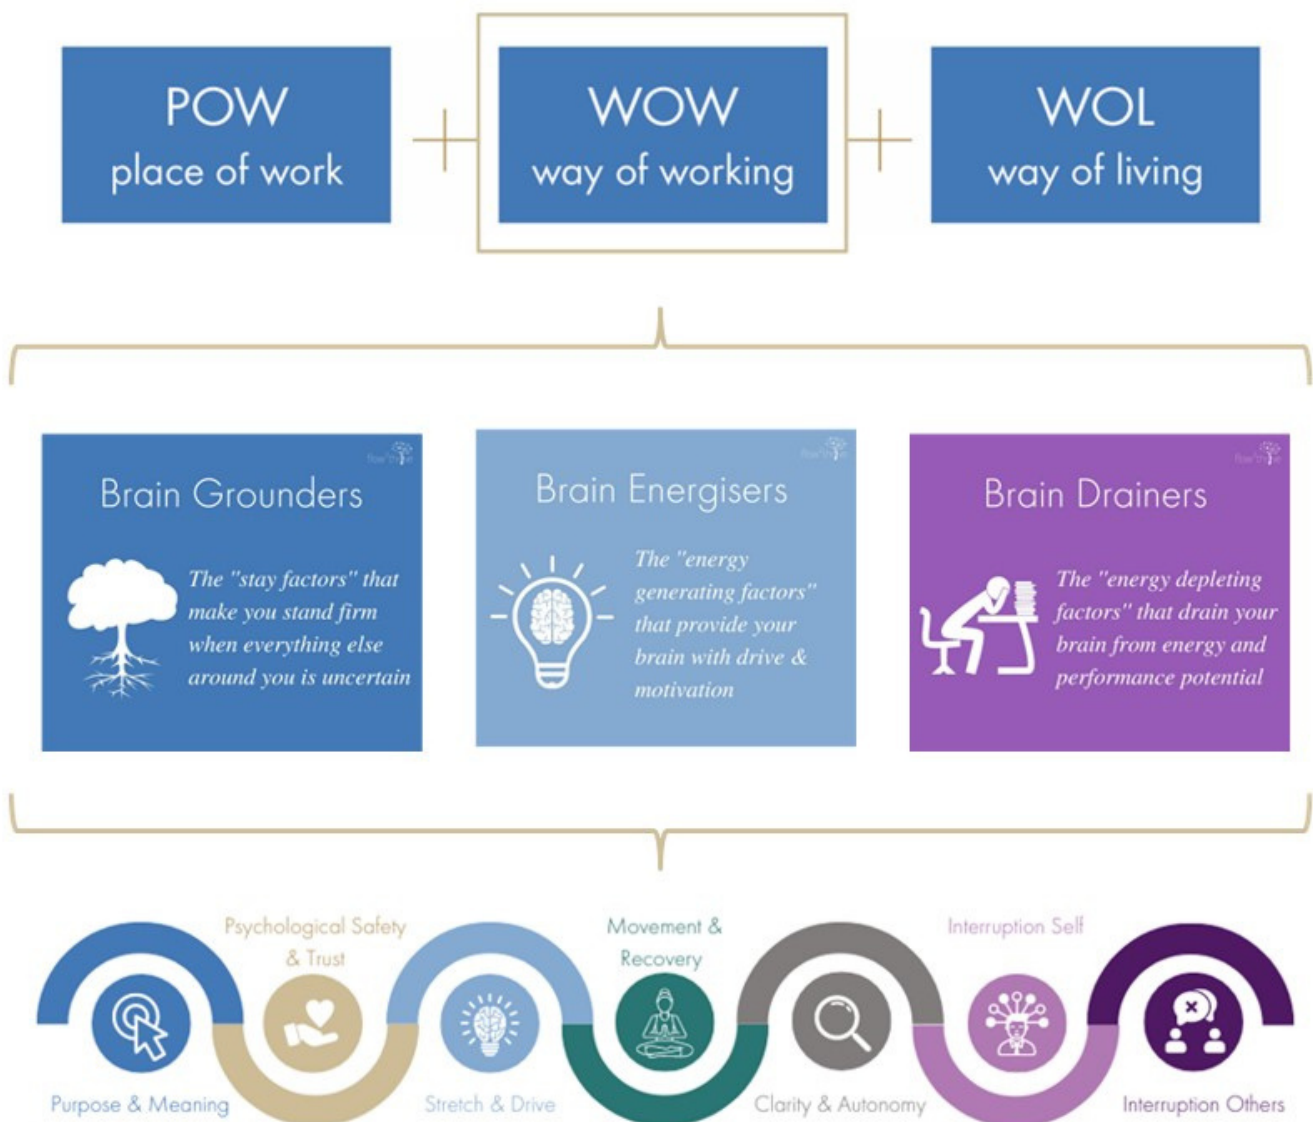 POW
place of work
WOW
way of working
WOL
way of living
Brain Grounders
The "stay factors" that
make you stand firm
when everything else
around you is uncertain
Brain Energisers
The "energy
generating factors"
that provide your
brain with drive &
motivation
Brain Drainers
The "energy depleting
factors" that drain your
brain from energy and
performance potential
Psychological Safety
& Trust
Movement &
Recovery
Interruption Self
Purpose & Meaning
Stretch & Drive
Clarity & Autonomy
Interruption Others